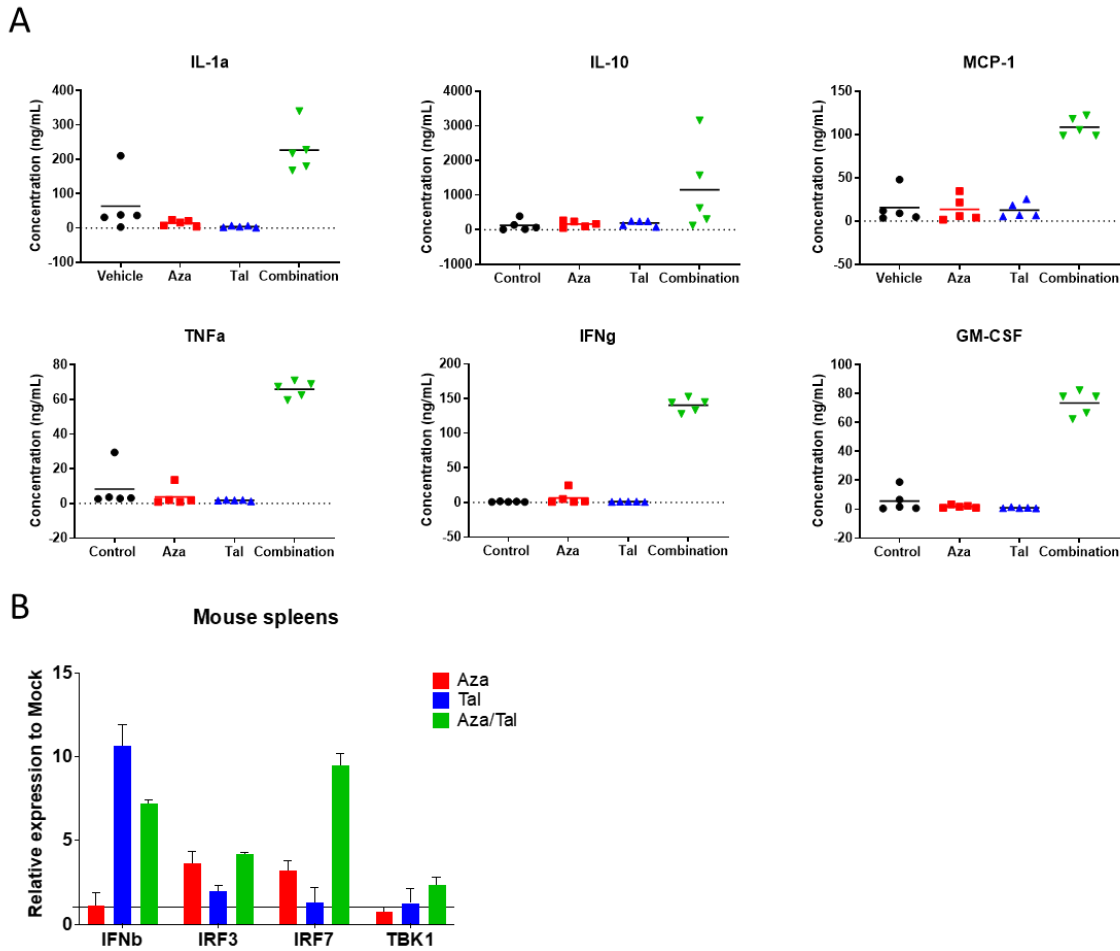 A
IL-1a
Concentration (ng/mL)
400
300
200
100
0
-100
Vehicle Aza Tal Combination
IL-10
Concentration (ng/mL)
4000
3000
2000
1000
0
-1000
Control Aza Tal Combination
MCP-1
Concentration (ng/mL)
150
100
50
0
-50
Vehicle Aza Tal Combination
TNFa
Concentration (ng/mL)
80
60
40
20
0
-20
Control Aza Tal Combination
IFNg
Concentration (ng/mL)
200
150
100
50
0
-50
Control Aza Tal Combination
GM-CSF
Concentration (ng/mL)
100
80
60
40
20
0
-20
Control Aza Tal Combination
B
Mouse spleens
Relative expression to Mock
15
10
5
0
IFNb IRF3 IRF7 TBK1
Aza
Tal
Aza/Tal